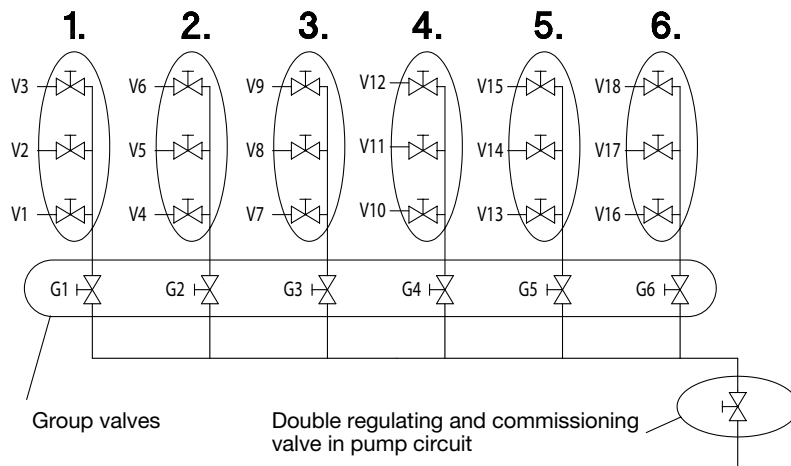 1. 2. 3. 4. 5. 6.
V3 V6 V9 V12 V15 V18
V2 V5 V8 V11 V14 V17
V1 V4 V7 V10 V13 V16
G1 G2 G3 G4 G5 G6
Group valves
Double regulating and commissioning
valve in pump circuit